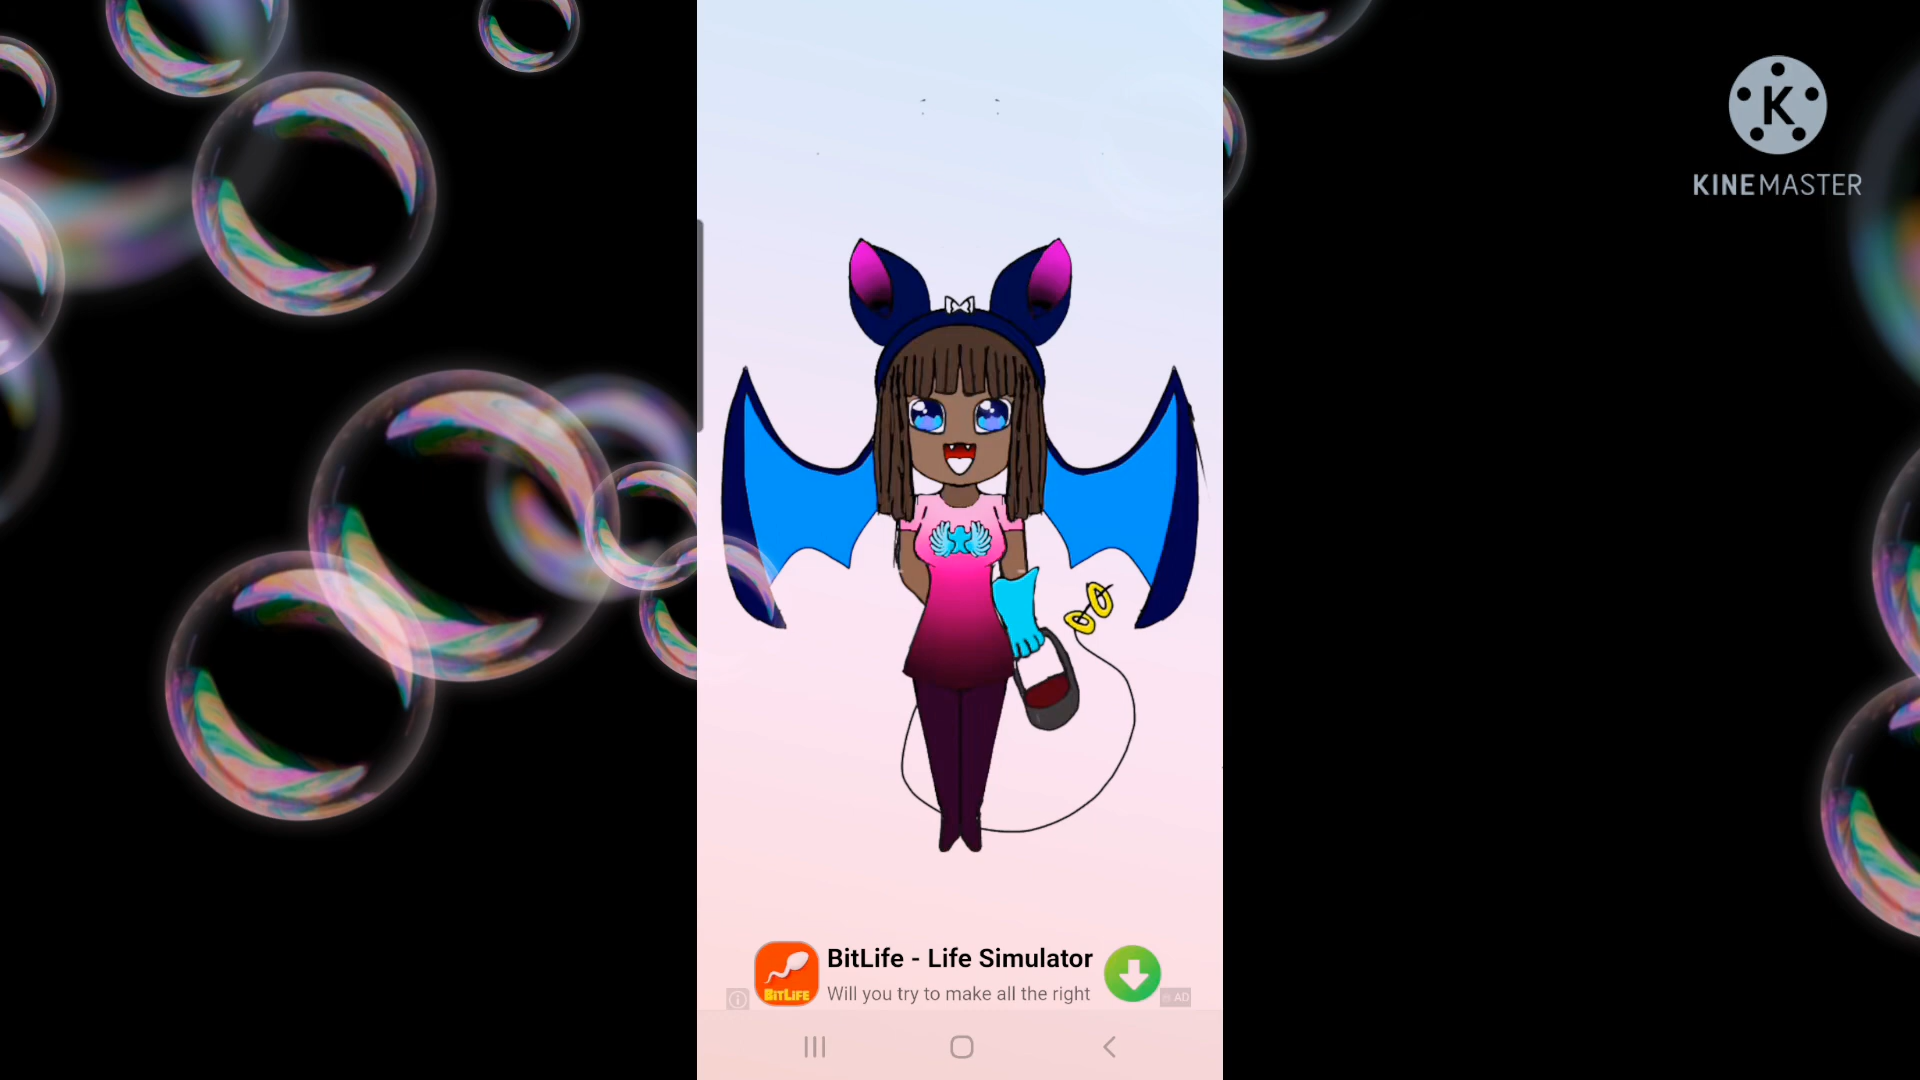 K
KINEMASTER
BitLife - Life Simulator
Will you try to make all the right
BITLIFE
AD